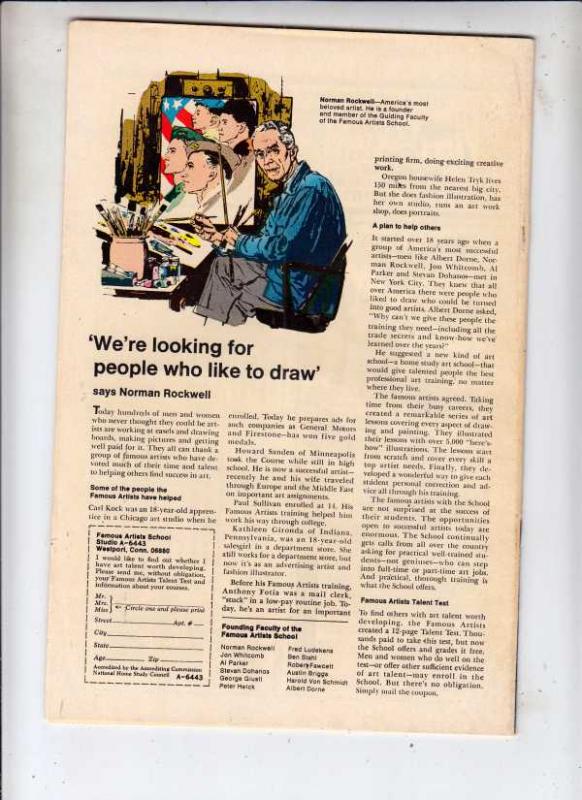 Norman Rockwell—America's most
beloved artist. He is a founder
and member of the Guiding Faculty
of the Famous Artists School.
'We're looking for
people who like to draw'
says Norman Rockwell
Today hundreds of men and women
who never thought they could be art-
ists are working at easels and drawing
boards, making pictures and getting
well paid for it. They all can thank a
group of famous artists who have de-
voted much of their time and talent
to helping others find success in art.
Some of the people the
Famous Artists have helped
Carl Kock was an 18-year-old appren-
tice in a Chicago art studio when he
Famous Artists School
Studio A-6443
Westport, Conn. 06880
I would like to find out whether I
have art talent worth developing.
Please send me, without obligation,
your Famous Artists Talent Test and
information about your courses.
Mr.
Mrs.
Miss
Circle one and please print
Street Apt. #
City
State
Age Zip
Accredited by the Accrediting Commission
National Home Study Council A-6443
enrolled. Today he prepares ads for
such companies as General Motors
and Firestone—has won five gold
medals.
Howard Sanden of Minneapolis
took the Course while still in high
school. He is now a successful artist—
recently he and his wife traveled
through Europe and the Middle East
on important art assignments.
Paul Sullivan enrolled at 14. His
Famous Artists training helped him
work his way through college.
Kathleen Gironda of Indiana,
Pennsylvania, was an 18-year-old
salesgirl in a department store. She
still works for a department store, but
now it's as an advertising artist and
fashion illustrator.
Before his Famous Artists training,
Anthony Fotia was a mail clerk,
"stuck" in a low-pay routine job. To-
day, he's an artist for an important
Founding Faculty of the
Famous Artists School
Norman Rockwell
Jon Whitcomb
Al Parker
Stevan Dohanos
George Giusti
Peter Helck
Fred Ludekens
Ben Stahl
Robert Fawcett
Austin Briggs
Harold Von Schmidt
Albert Dorne
printing firm, doing exciting creative
work.
Oregon housewife Helen Tryk lives
150 miles from the nearest big city.
But she does fashion illustration, has
her own studio, runs an art work
shop, does portraits.
A plan to help others
It started over 18 years ago when a
group of America's most successful
artists—men like Albert Dorne, Nor-
man Rockwell, Jon Whitcomb, Al
Parker and Stevan Dohanos—met in
New York City. They knew that all
over America there were people who
liked to draw who could be turned
into good artists. Albert Dorne asked,
"Why can't we give these people the
training they need—including all the
trade secrets and know-how we've
learned over the years?"
He suggested a new kind of art
school—a home study art school—that
would give talented people the best
professional art training, no matter
where they live.
The famous artists agreed. Taking
time from their busy careers, they
created a remarkable series of art
lessons covering every aspect of draw-
ing and painting. They illustrated
their lessons with over 5,000 "here's-
how" illustrations. The lessons start
from scratch and cover every skill a
top artist needs. Finally, they de-
veloped a wonderful way to give each
student personal correction and ad-
vice all through his training.
The famous artists with the School
are not surprised at the success of
their students. The opportunities
open to successful artists today are
enormous. The School continually
gets calls from all over the country
asking for practical well-trained stu-
dents—not geniuses—who can step
into full-time or part-time art jobs.
And practical, thorough training is
what the School offers.
Famous Artists Talent Test
To find others with art talent worth
developing, the Famous Artists
created a 12-page Talent Test. Thou-
sands paid to take this test, but now
the School offers and grades it free.
Men and women who do well on the
test—or offer other sufficient evidence
of art talent—may enroll in the
School. But there's no obligation.
Simply mail the coupon.